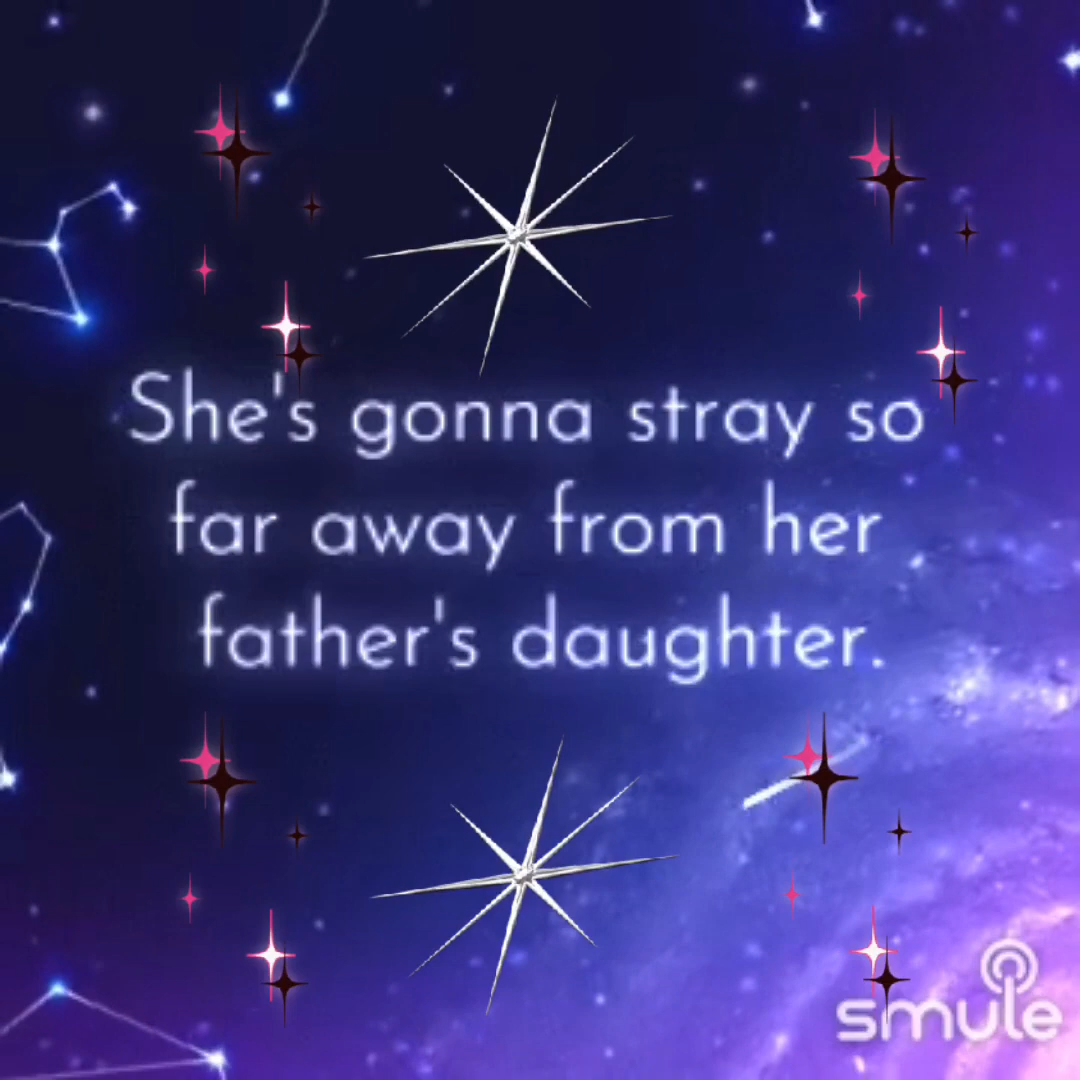 She's gonna stray so
far away from her
father's daughter.
smule